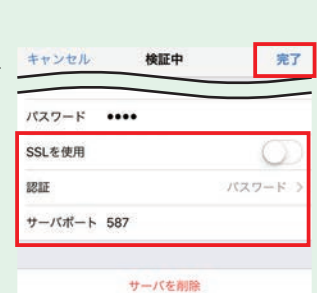 キャンセル 検証中 完了
パスワード ••••
SSLを使用
認証 パスワード >
サーバポート 587
サーバを削除